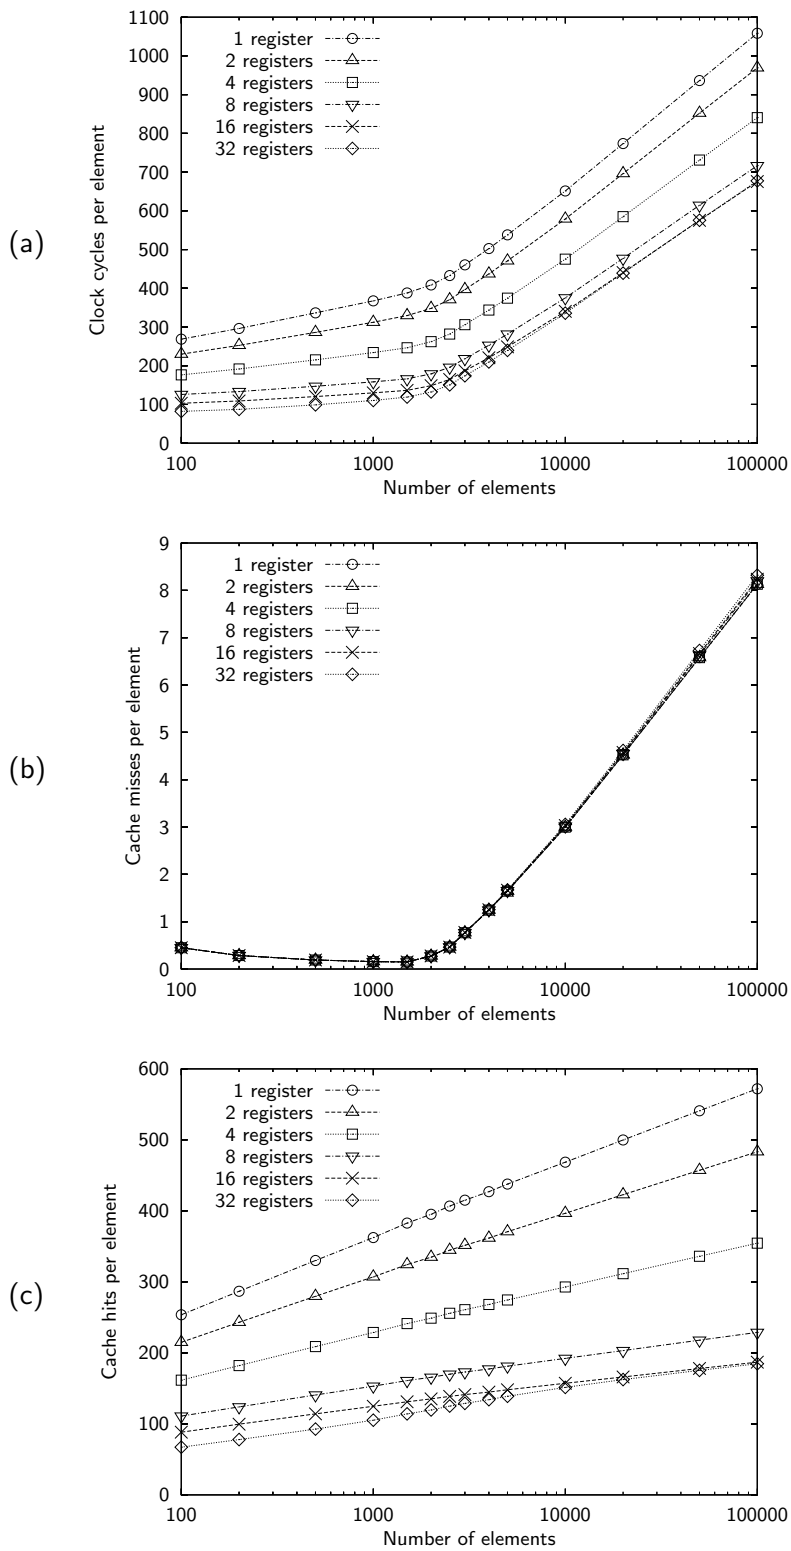 (a)
Clock cycles per element
1100
1000
900
800
700
600
500
400
300
200
100
0
1 register
2 registers
4 registers
8 registers
16 registers
32 registers
100 1000 10000 100000
Number of elements
(b)
Cache misses per element
9
8
7
6
5
4
3
2
1
0
1 register
2 registers
4 registers
8 registers
16 registers
32 registers
100 1000 10000 100000
Number of elements
(c)
Cache hits per element
600
500
400
300
200
100
0
1 register
2 registers
4 registers
8 registers
16 registers
32 registers
100 1000 10000 100000
Number of elements